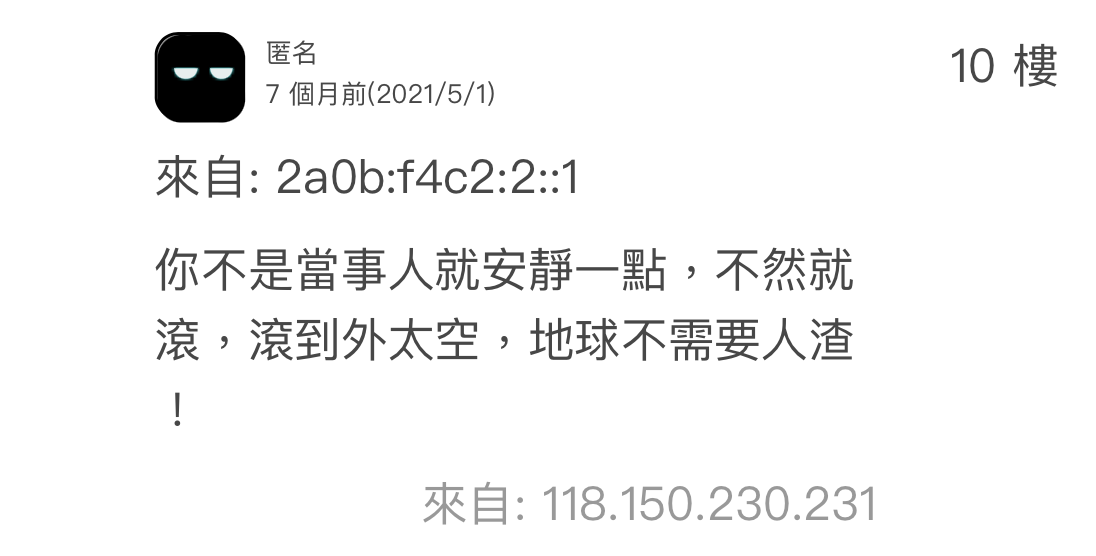 匿名
10 樓
7 個月前(2021/5/1)
來自: 2a0b:f4c2:2::1
你不是當事人就安靜一點，不然就
滾，滾到外太空，地球不需要人渣
！
來自: 118.150.230.231